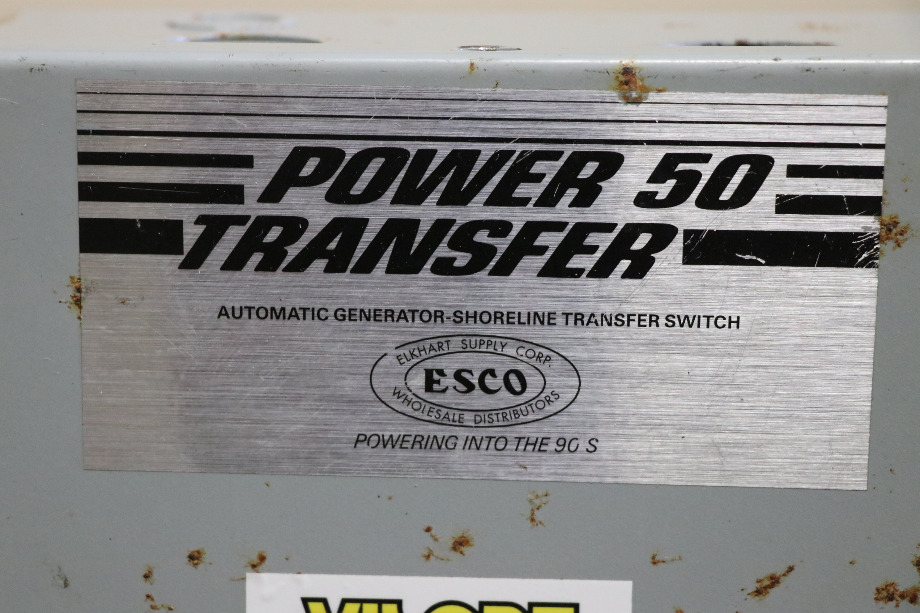 POWER 50
TRANSFER
AUTOMATIC GENERATOR-SHORELINE TRANSFER SWITCH
ELKHART SUPPLY CORP.
ESCO
WHOLESALE DISTRIBUTORS
POWERING INTO THE 90 S